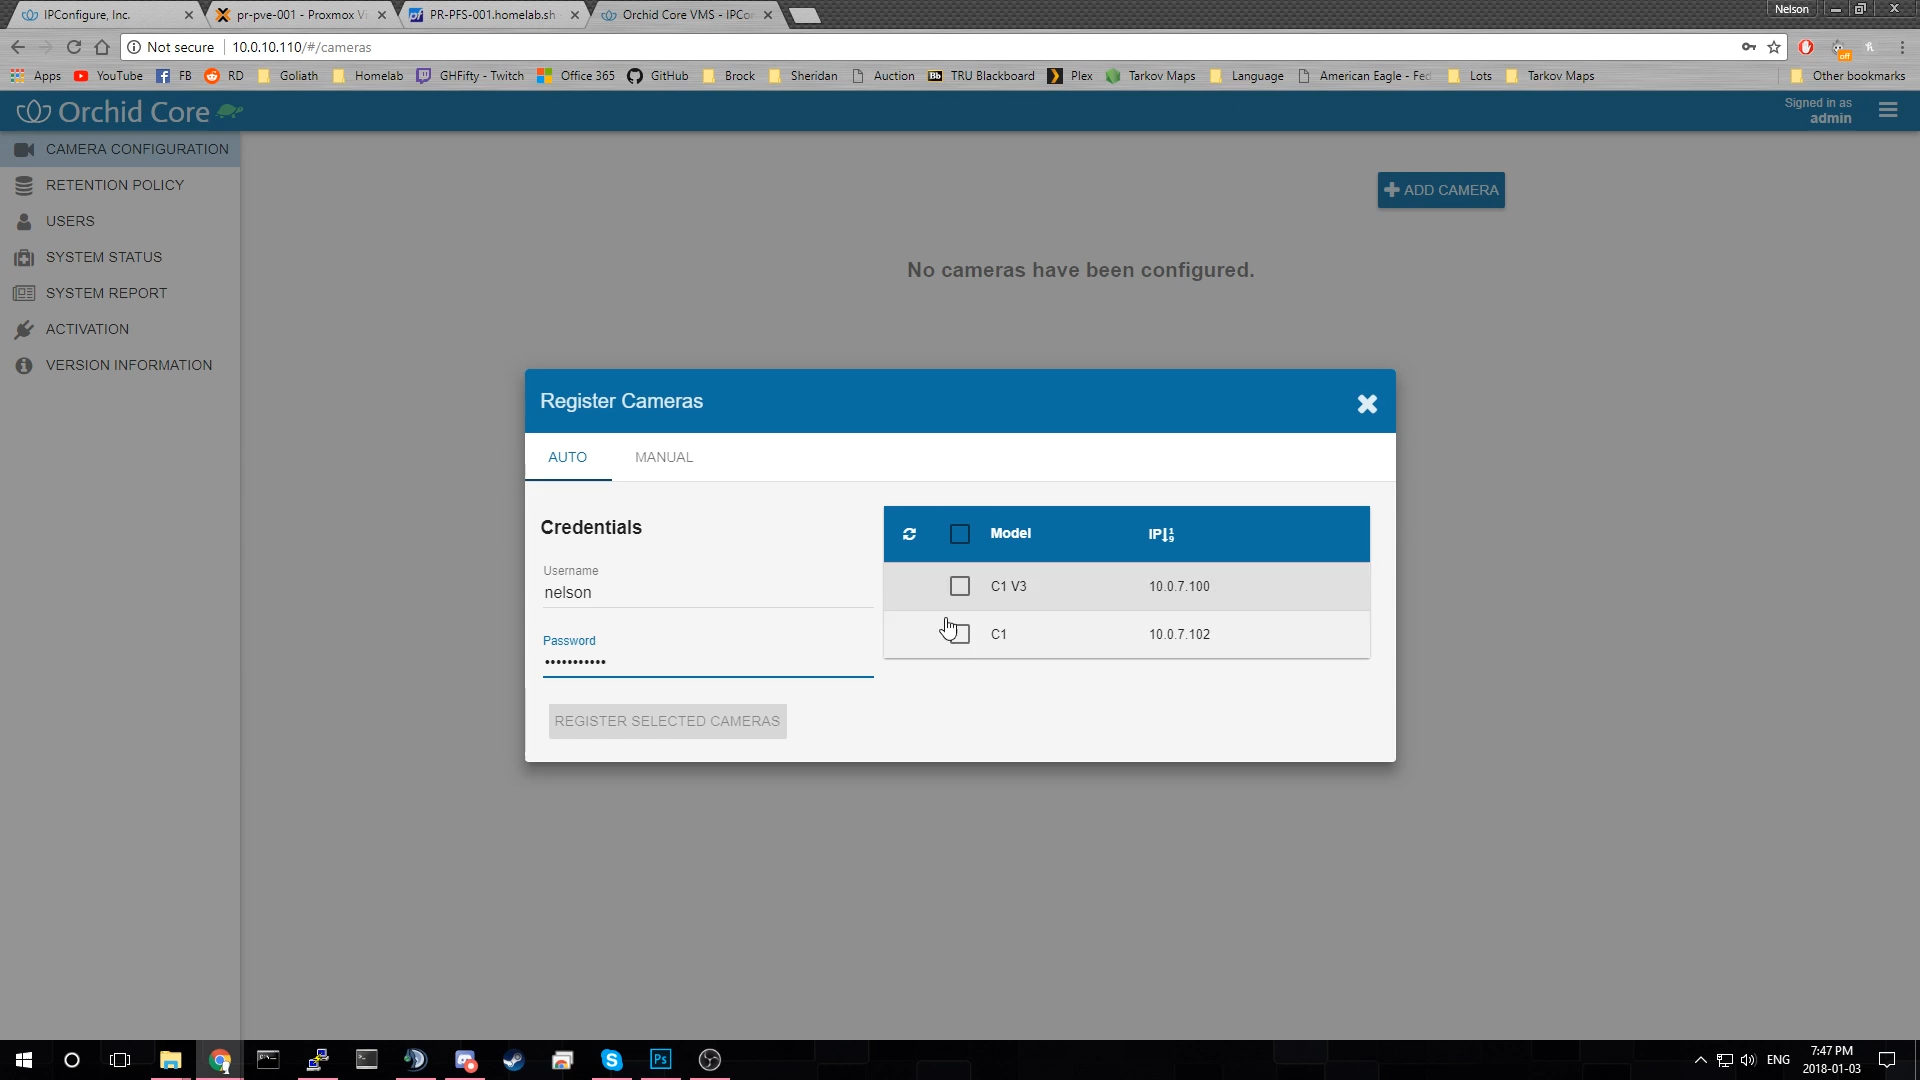 IPConfigure, Inc.
pr-pve-001 - Proxmox Vi
PR-PFS-001.homelab.sh
Orchid Core VMS - IPCo
Nelson
Not secure
10.0.10.110/#/cameras
off
Apps
YouTube
FB
RD
Goliath
Homelab
GHFifty - Twitch
Office 365
GitHub
Brock
Sheridan
Auction
Bb
TRU Blackboard
Plex
Tarkov Maps
Language
American Eagle - Fed
Lots
Tarkov Maps
Other bookmarks
Orchid Core
Signed in as
admin
CAMERA CONFIGURATION
RETENTION POLICY
USERS
SYSTEM STATUS
SYSTEM REPORT
ACTIVATION
VERSION INFORMATION
ADD CAMERA
No cameras have been configured.
Register Cameras
AUTO
MANUAL
Credentials
Username
nelson
Password
•••••••••••
REGISTER SELECTED CAMERAS
Model
IP
C1 V3
10.0.7.100
C1
10.0.7.102
Ps
ENG
7:47 PM
2018-01-03